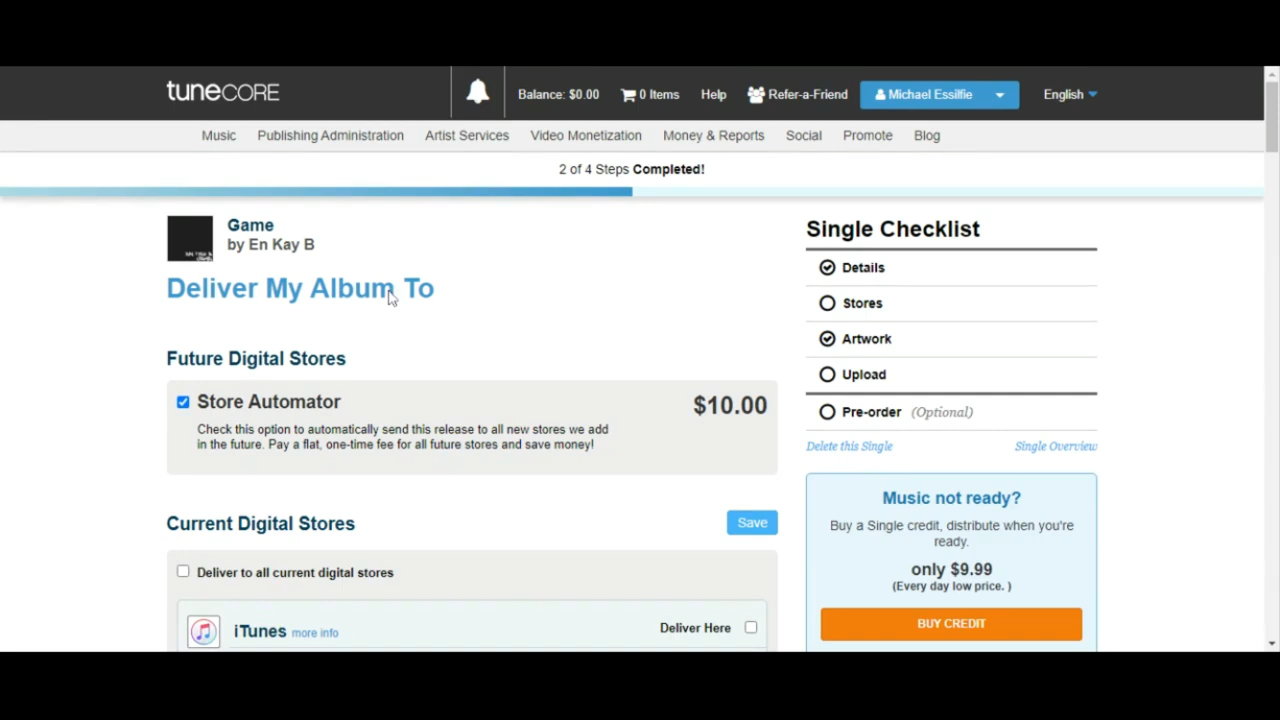 tunecore
Balance: $0.00
0 Items
Help
Refer-a-Friend
Michael Essilfie
English
Music
Publishing Administration
Artist Services
Video Monetization
Money & Reports
Social
Promote
Blog
2 of 4 Steps Completed!
Game
by En Kay B
Deliver My Album To
Future Digital Stores
Store Automator
$10.00
Check this option to automatically send this release to all new stores we add
in the future. Pay a flat, one-time fee for all future stores and save money!
Current Digital Stores
Save
Deliver to all current digital stores
iTunes more info
Deliver Here
Single Checklist
Details
Stores
Artwork
Upload
Pre-order (Optional)
Delete this Single
Single Overview
Music not ready?
Buy a Single credit, distribute when you're
ready.
only $9.99
(Every day low price. )
BUY CREDIT